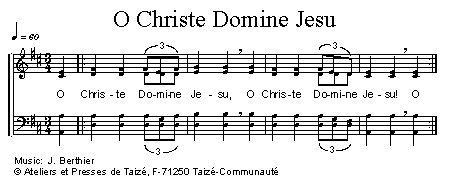 O Christe Domine Jesu
♩ = 60
3 3
O Chris - te Do-mi-ne Je - su, O Chris-te Do-mi-ne Je-su! O
3 3
Music: J. Berthier
© Ateliers et Presses de Taizé, F-71250 Taizé-Communauté